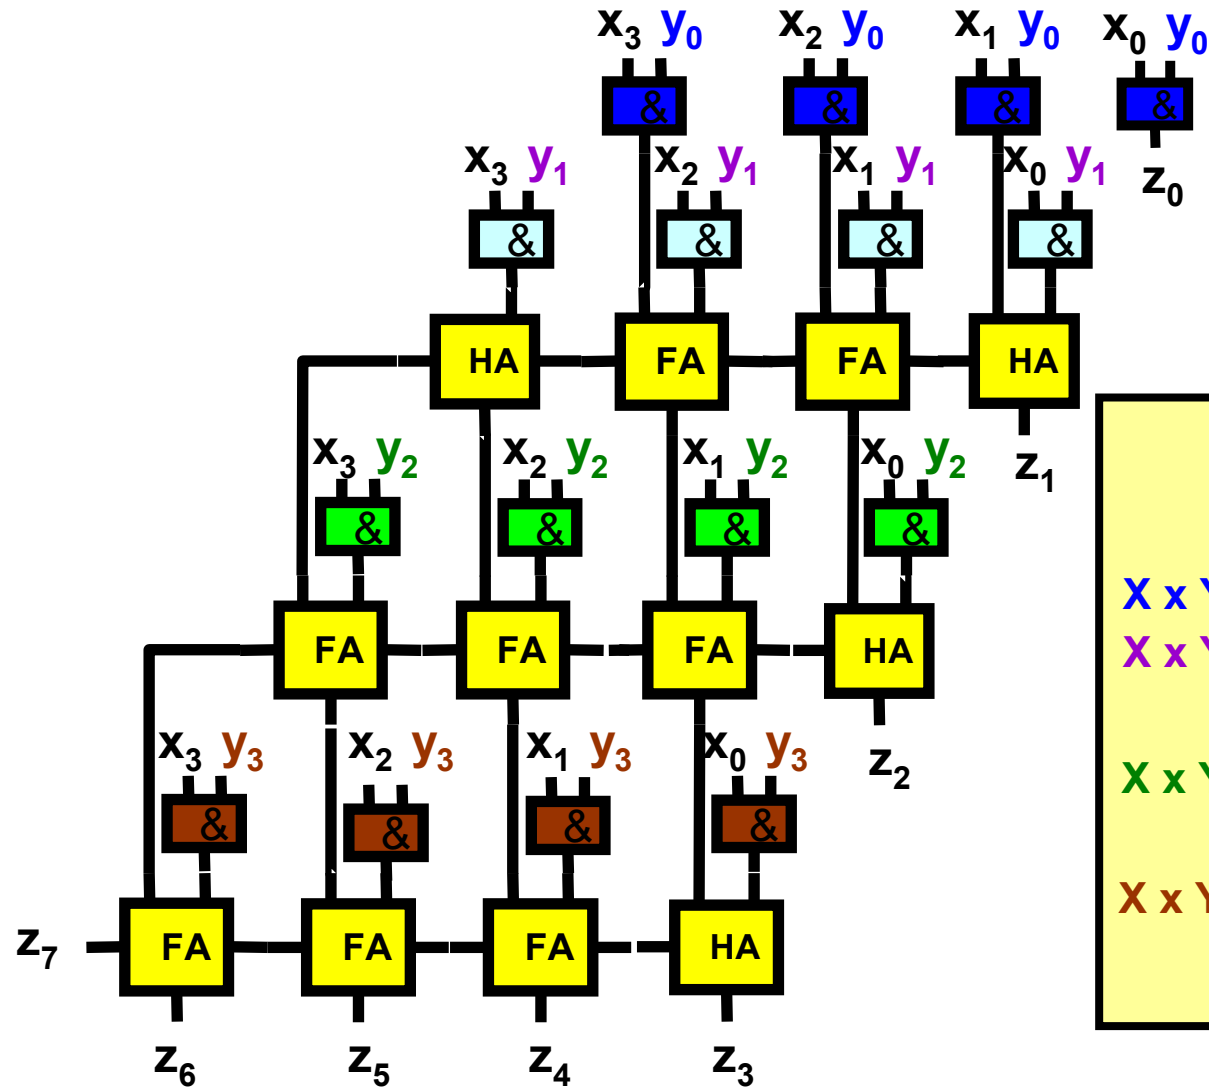 x₃ y₀ x₂ y₀ x₁ y₀ x₀ y₀
& & & &
x₃ y₁ x₂ y₁ x₁ y₁ x₀ y₁ z₀
& & & &
HA FA FA HA
x₃ y₂ x₂ y₂ x₁ y₂ x₀ y₂ z₁
& & & &
X x Y
FA FA FA HA X x Y
x₃ y₃ x₂ y₃ x₁ y₃ x₀ y₃ z₂ X x Y
& & & &
X x Y
z₇ FA FA FA HA
z₆ z₅ z₄ z₃